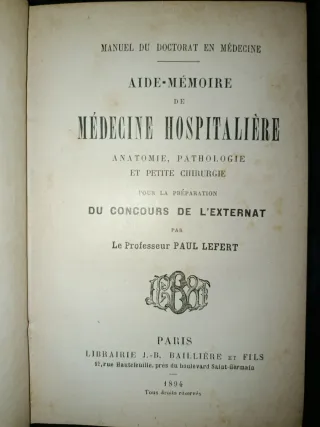 MANUEL DU DOCTORAT EN MÉDECINE
AIDE-MÉMOIRE
DE
MÉDECINE HOSPITALIÈRE
ANATOMIE, PATHOLOGIE
ET PETITE CHIRURGIE
POUR LA PRÉPARATION
DU CONCOURS DE L'EXTERNAT
PAR
Le Professeur PAUL LEFERT
PARIS
LIBRAIRIE J.-B. BAILLIÈRE ET FILS
rue Hautefeuille, près du boulevard Saint-Germain
Tous droits réservés